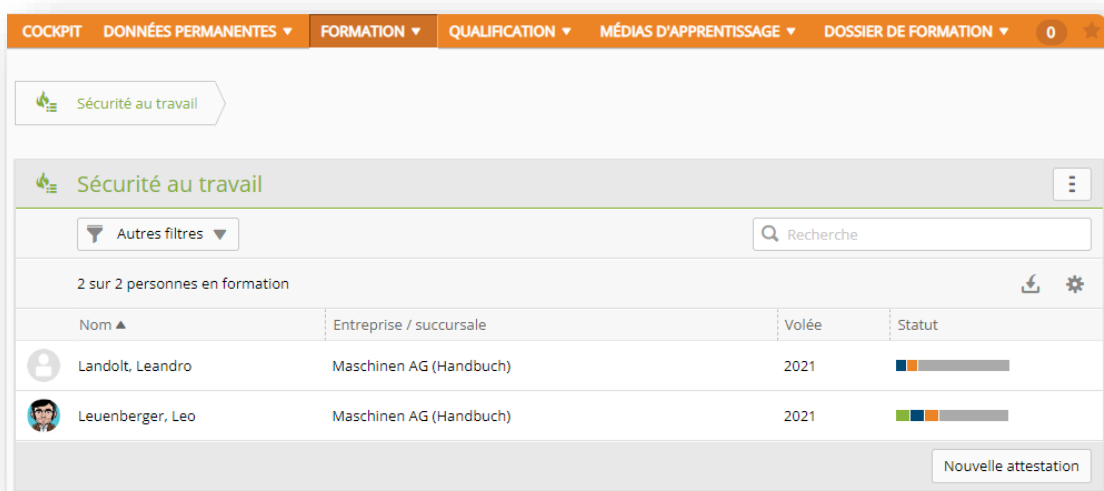 COCKPIT DONNÉES PERMANENTES FORMATION QUALIFICATION MÉDIAS D'APPRENTISSAGE DOSSIER DE FORMATION 0
Sécurité au travail
Sécurité au travail
Autres filtres Recherche
2 sur 2 personnes en formation
Nom Entreprise / succursale Volée Statut
Landolt, Leandro Maschinen AG (Handbuch) 2021
Leuenberger, Leo Maschinen AG (Handbuch) 2021
Nouvelle attestation